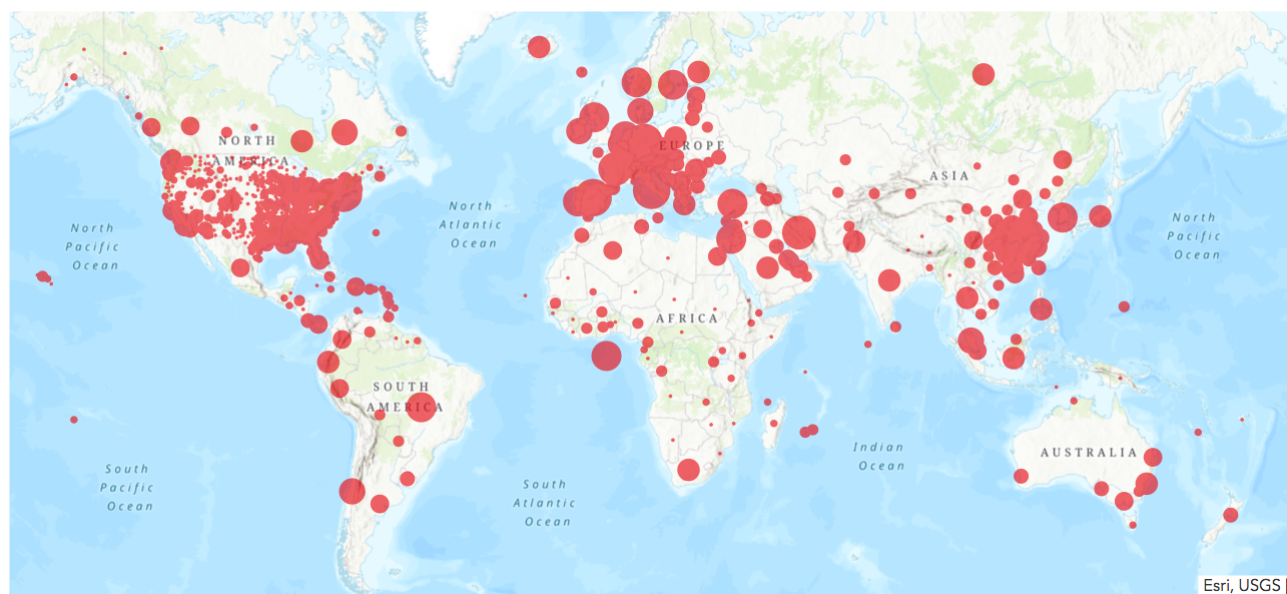 NORTH
AMERICA
EUROPE
ASIA
North
Atlantic
Ocean
North
Pacific
Ocean
North
Pacific
Ocean
AFRICA
SOUTH
AMERICA
Indian
Ocean
AUSTRALIA
South
Pacific
Ocean
South
Atlantic
Ocean
Esri, USGS |